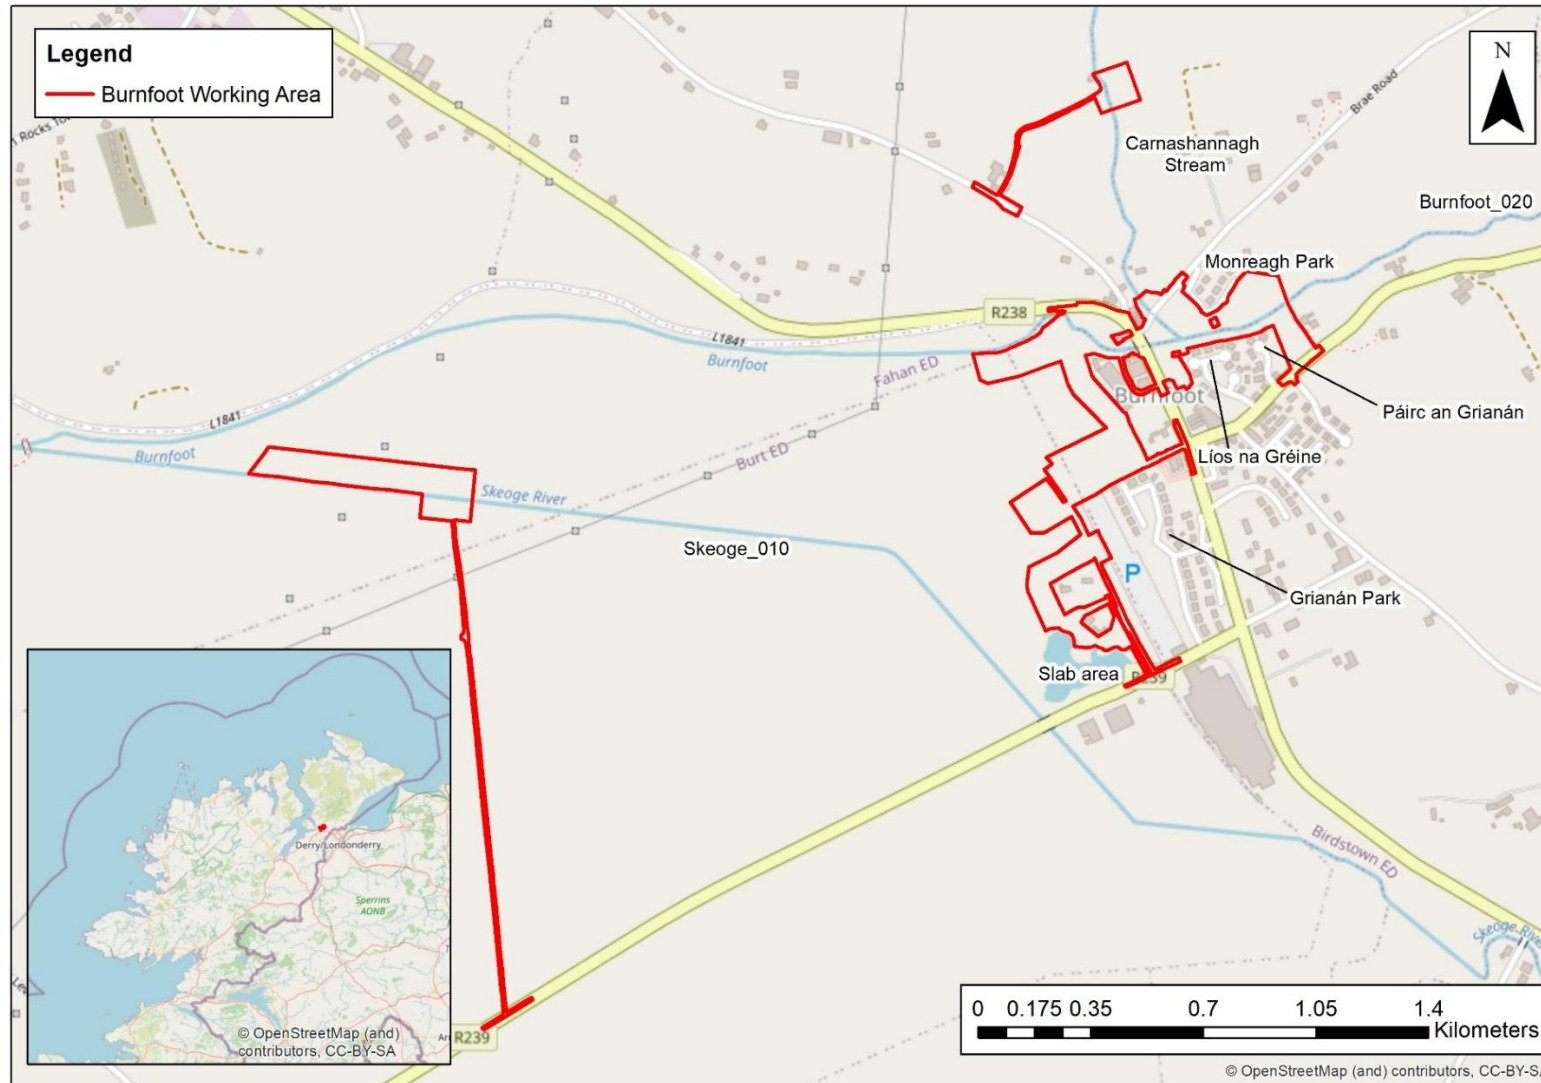 Legend
Burnfoot Working Area
N
Brae Road
Carnashannagh
Stream
Burnfoot_020
Monreagh Park
R238
L1841
Burnfoot
Fahan ED
Burnfoot
Páirc an Grianán
L1841
Burnfoot
Burt ED
Líos na Gréine
Skeoge River
Skeoge_010
P
Grianán Park
Slab area
R239
Birdstown ED
Skeoge River
Derry/Londonderry
Sperrins
AONB
© OpenStreetMap (and)
contributors, CC-BY-SA
R239
0 0.175 0.35 0.7 1.05 1.4
Kilometers
© OpenStreetMap (and) contributors, CC-BY-SA